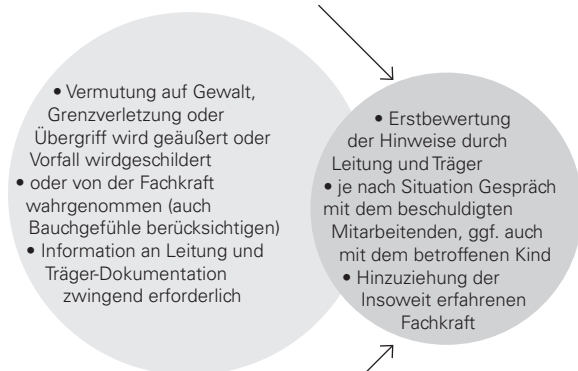 • Vermutung auf Gewalt,
Grenzverletzung oder
Übergriff wird geäußert oder
Vorfall wirdgeschildert
• oder von der Fachkraft
wahrgenommen (auch
Bauchgefühle berücksichtigen)
• Information an Leitung und
Träger-Dokumentation
zwingend erforderlich
• Erstbewertung
der Hinweise durch
Leitung und Träger
• je nach Situation Gespräch
mit dem beschuldigten
Mitarbeitenden, ggf. auch
mit dem betroffenen Kind
• Hinzuziehung der
Insoweit erfahrenen
Fachkraft